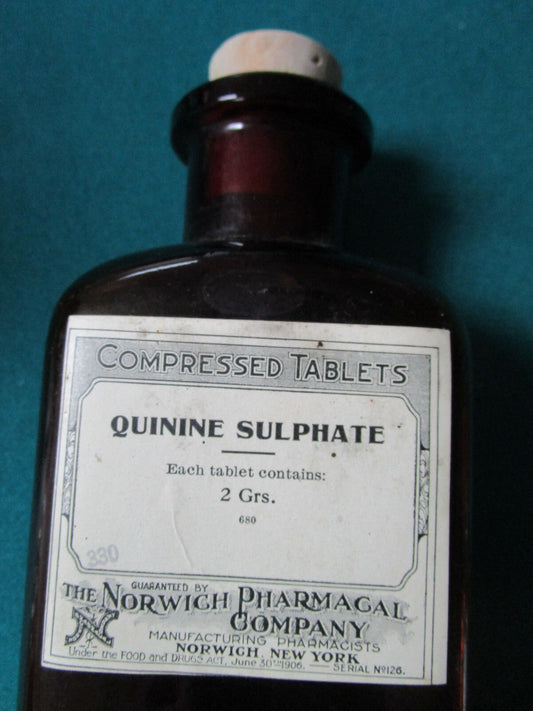 COMPRESSED TABLETS
QUININE SULPHATE
Each tablet contains:
2 Grs.
680
330
GUARANTEED BY
THE NORWICH PHARMACAL
COMPANY
MANUFACTURING PHARMACISTS
NORWICH, NEW YORK
Under the FOOD and DRUGS ACT, June 30TH 1906. SERIAL No126.